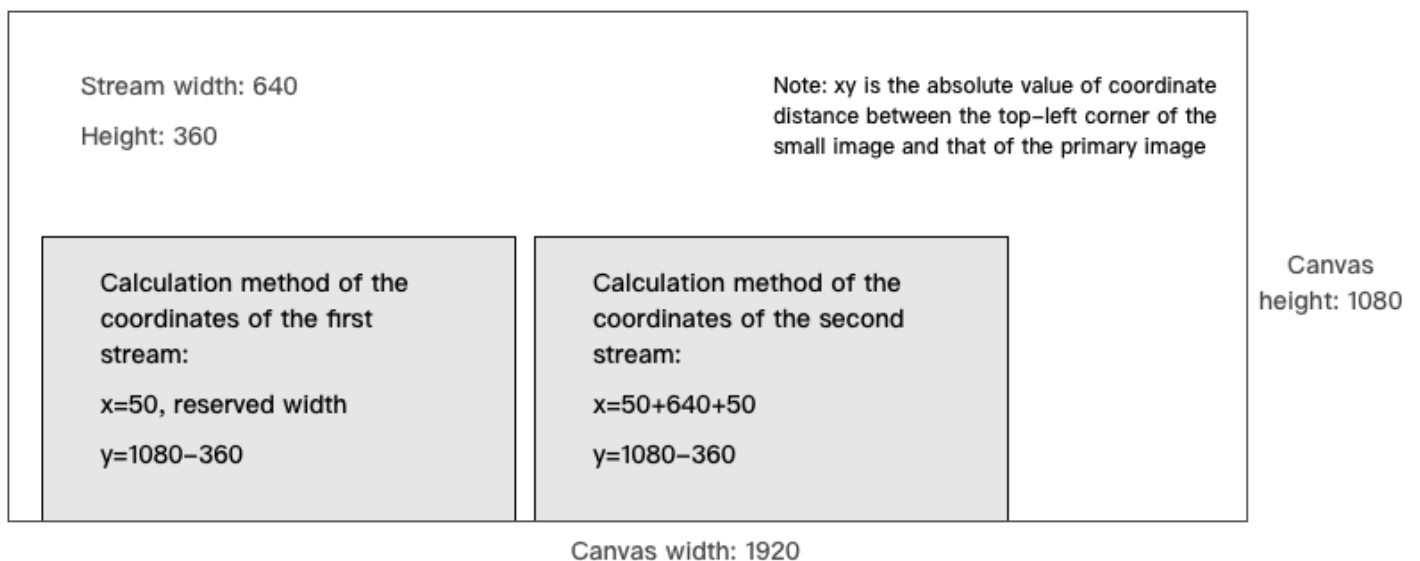 Stream width: 640
Height: 360
Note: xy is the absolute value of coordinate
distance between the top-left corner of the
small image and that of the primary image
Calculation method of the
coordinates of the first
stream:
x=50, reserved width
y=1080-360
Calculation method of the
coordinates of the second
stream:
x=50+640+50
y=1080-360
Canvas
height: 1080
Canvas width: 1920